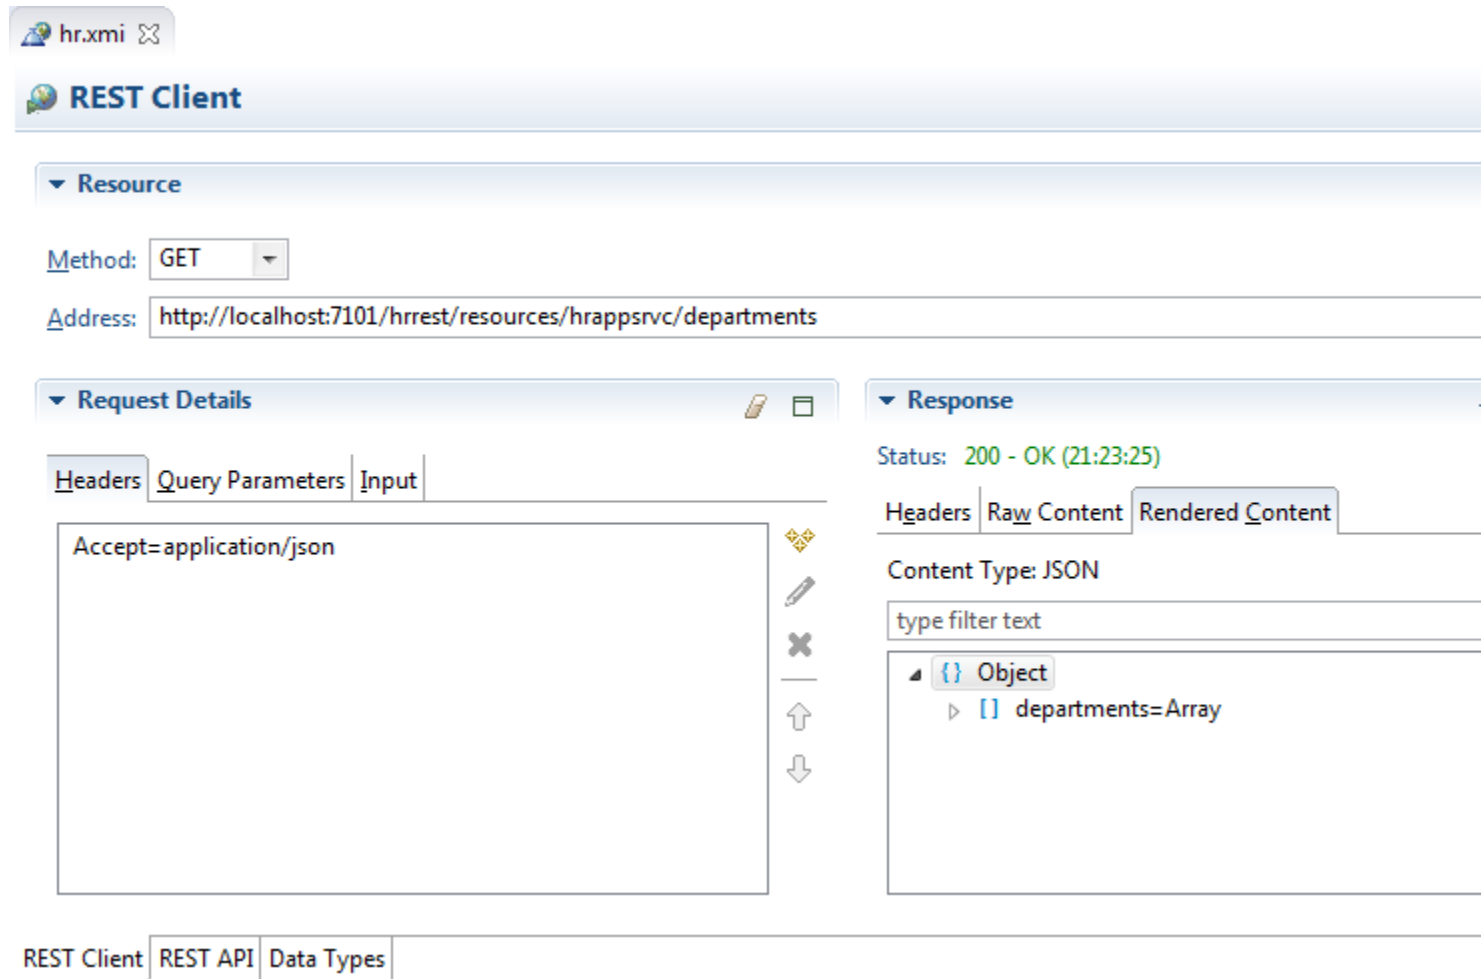 hr.xmi
REST Client
Resource
Method: GET
Address: http://localhost:7101/hrrest/resources/hrappsrvc/departments
Request Details
Headers Query Parameters Input
Accept=application/json
Response
Status: 200 - OK (21:23:25)
Headers Raw Content Rendered Content
Content Type: JSON
type filter text
{} Object
[] departments=Array
REST Client REST API Data Types